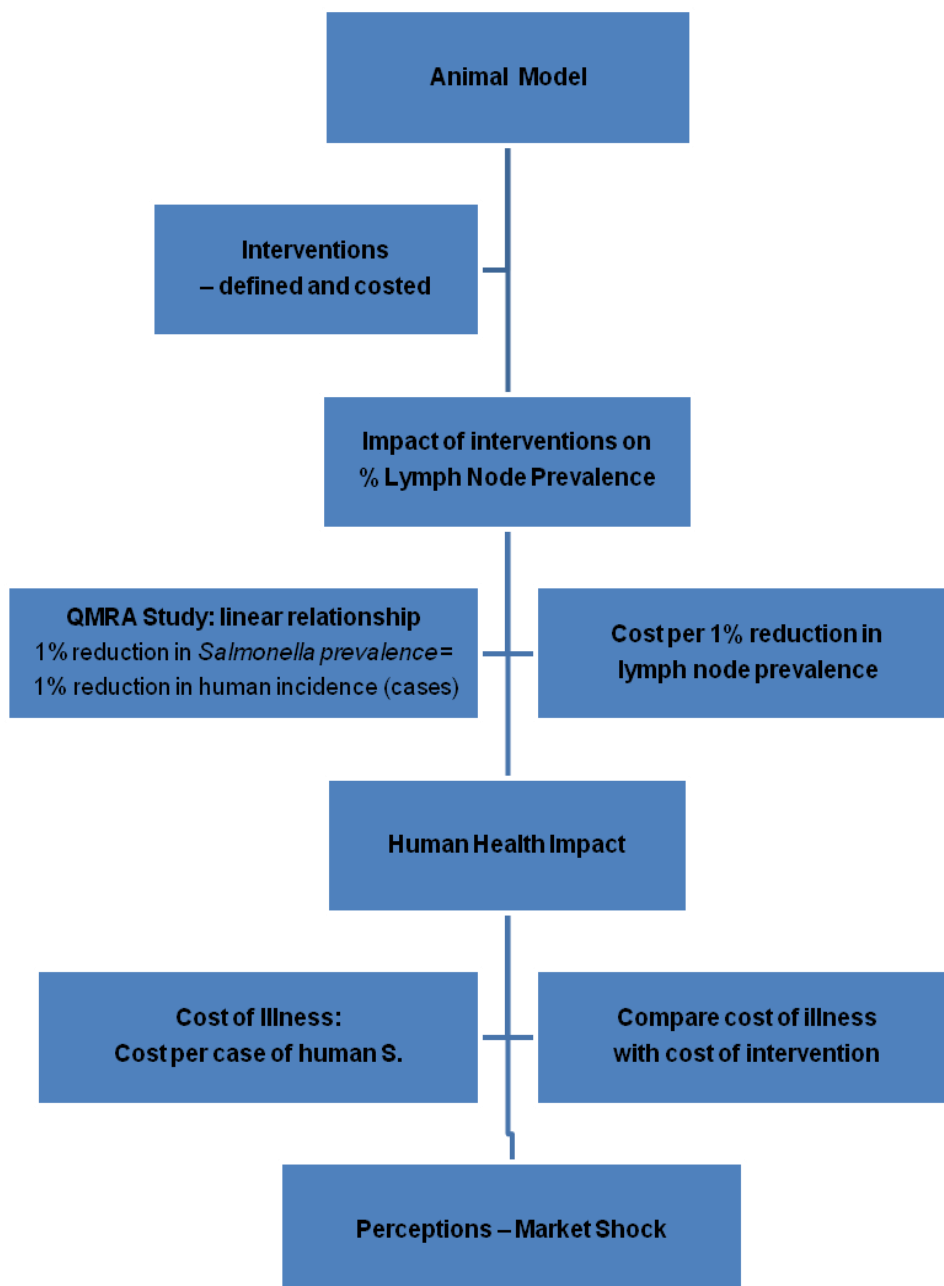 Animal Model
Interventions
– defined and costed
Impact of interventions on
% Lymph Node Prevalence
QMRA Study: linear relationship
1% reduction in Salmonella prevalence =
1% reduction in human incidence (cases)
Cost per 1% reduction in
lymph node prevalence
Human Health Impact
Cost of Illness:
Cost per case of human S.
Compare cost of illness
with cost of intervention
Perceptions – Market Shock